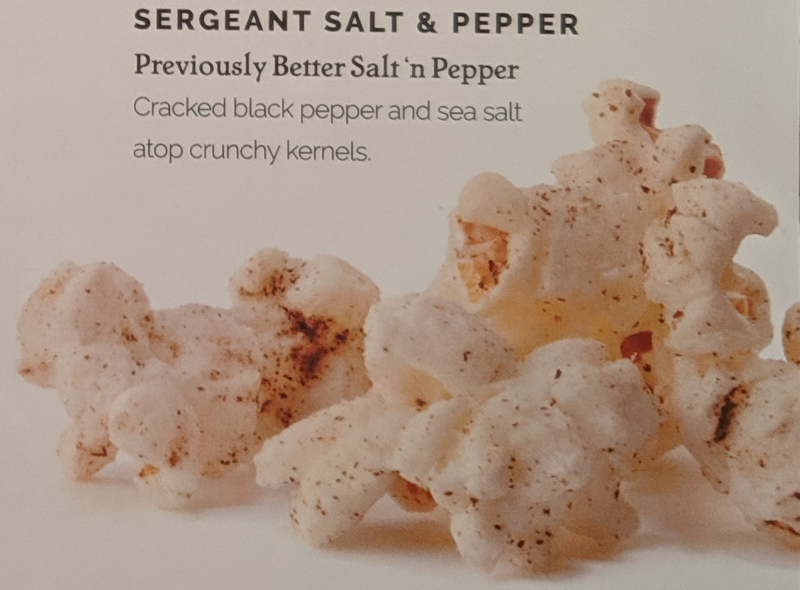 SERGEANT SALT & PEPPER
Previously Better Salt ‘n Pepper
Cracked black pepper and sea salt
atop crunchy kernels.